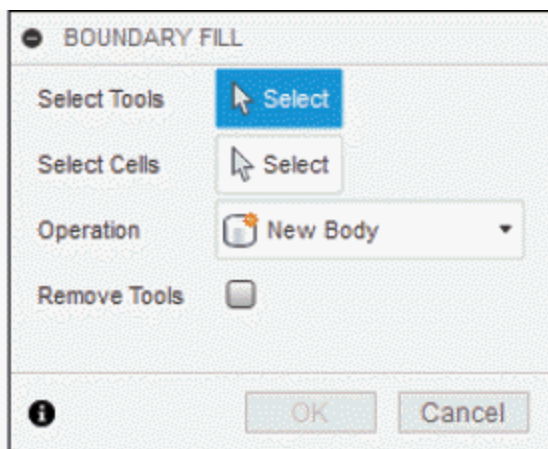 BOUNDARY FILL
Select Tools Select
Select Cells Select
Operation New Body
Remove Tools
OK Cancel